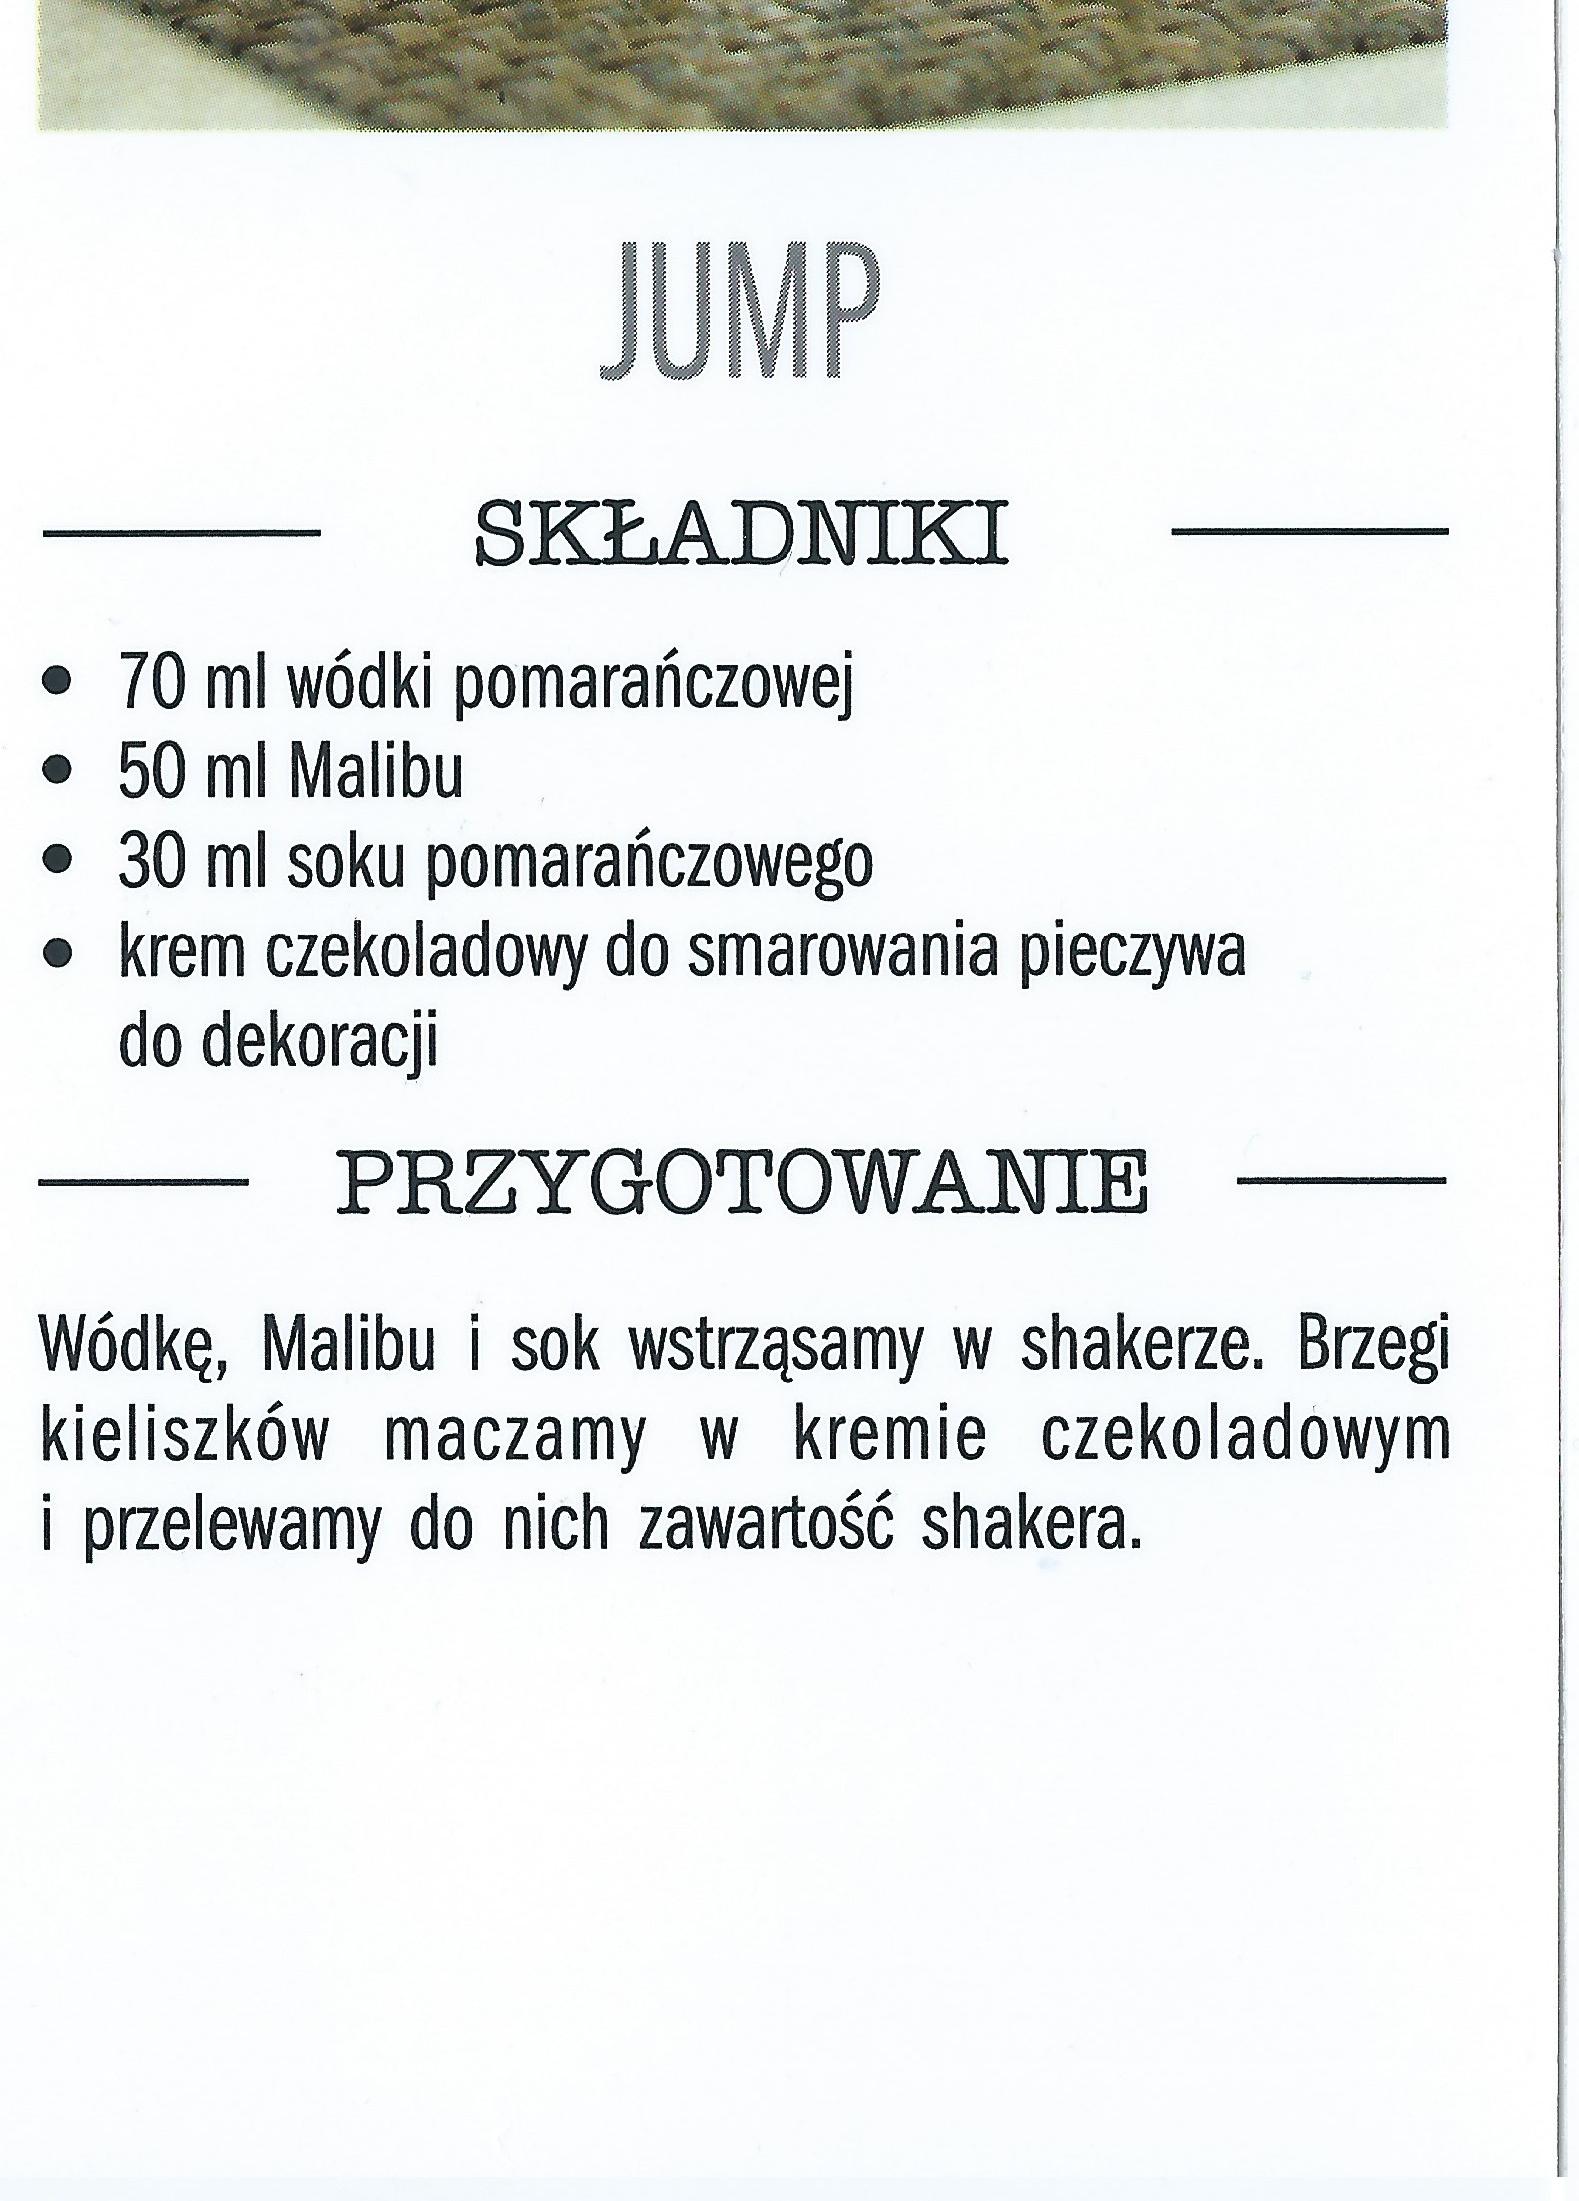 JUMP
SKŁADNIKI
• 70 ml wódki pomarańczowej
• 50 ml Malibu
• 30 ml soku pomarańczowego
• krem czekoladowy do smarowania pieczywa
do dekoracji
PRZYGOTOWANIE
Wódkę, Malibu i sok wstrząsamy w shakerze. Brzegi
kieliszków maczamy w kremie czekoladowym
i przelewamy do nich zawartość shakera.